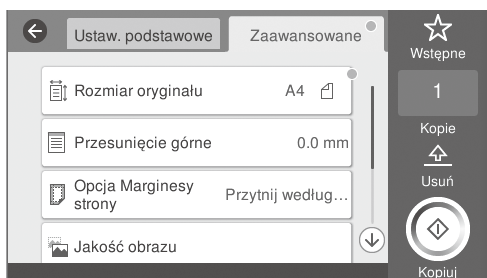 Ustaw. podstawowe
Zaawansowane
Wstępne
Rozmiar oryginału A4
1
Kopie
Przesunięcie górne 0.0 mm
Usuń
Opcja Marginesy
strony
Przytnij według...
Jakość obrazu
Kopiuj